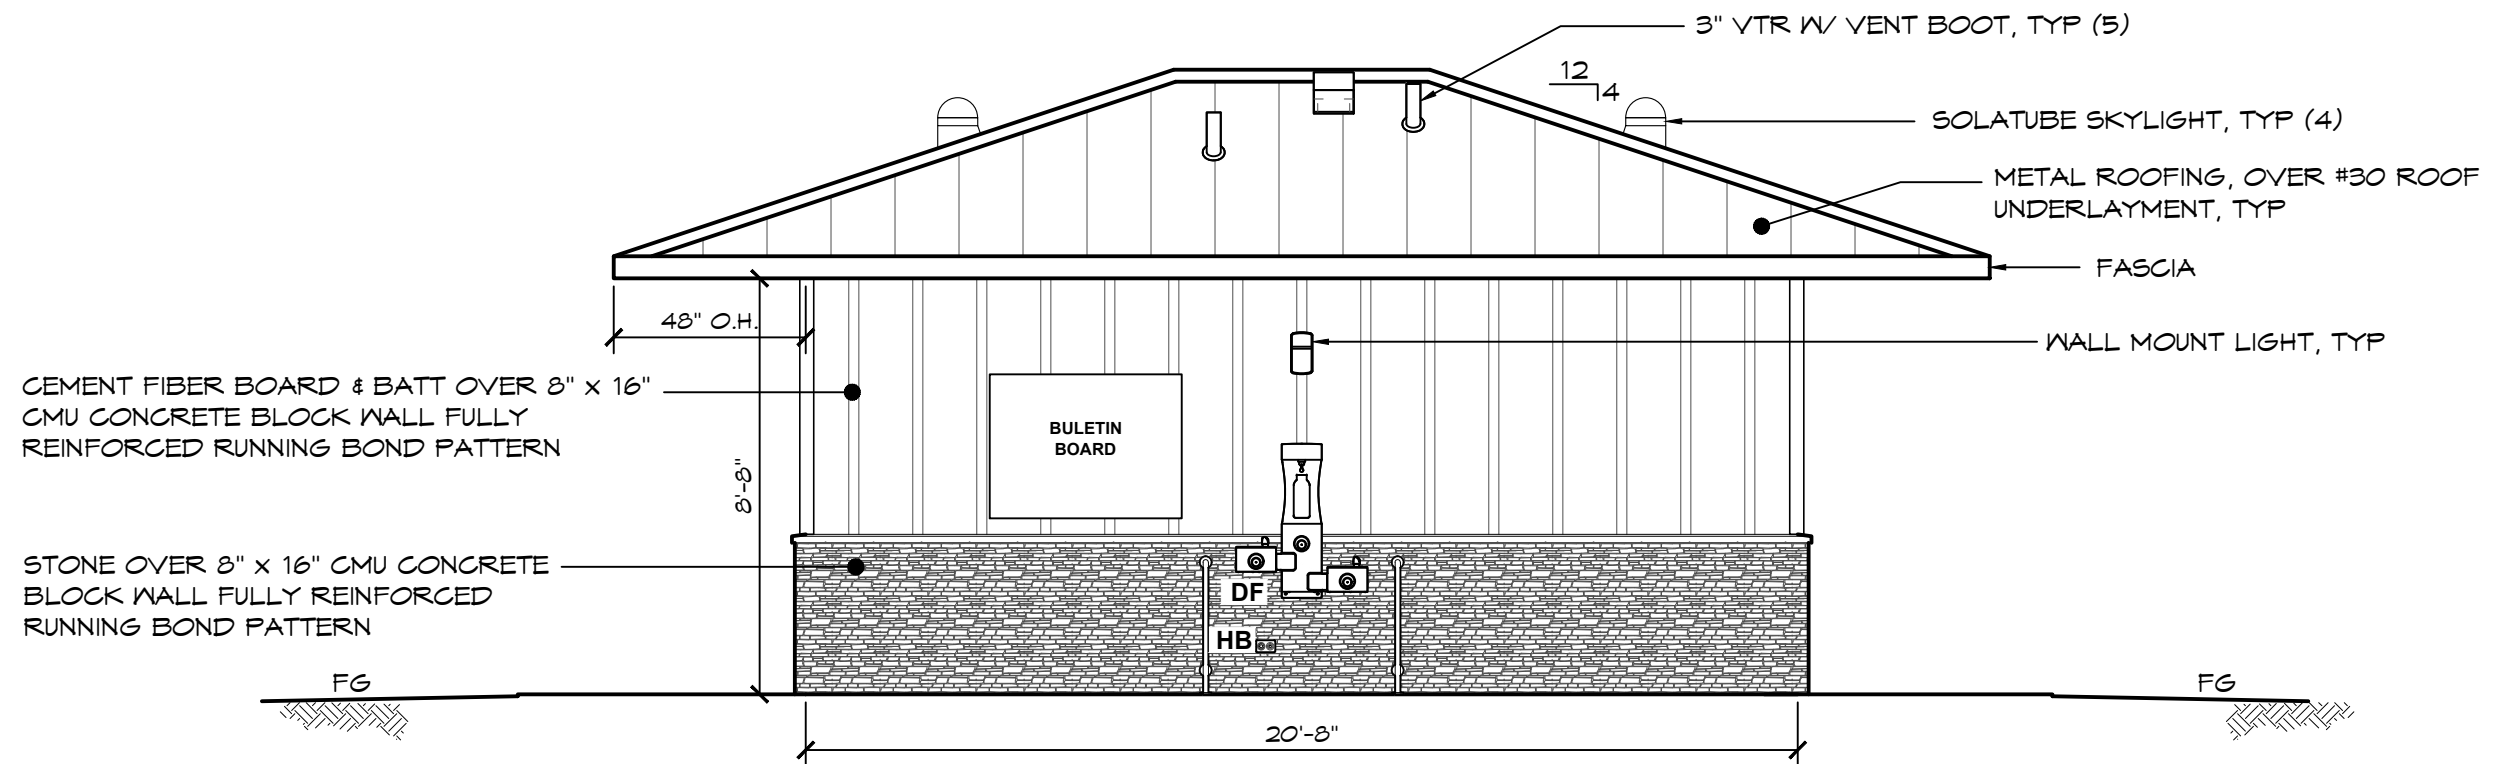 3" VTR W/ VENT BOOT, TYP (5)
12
4
SOLATUBE SKYLIGHT, TYP (4)
METAL ROOFING, OVER #30 ROOF
UNDERLAYMENT, TYP
FASCIA
48" O.H.
WALL MOUNT LIGHT, TYP
CEMENT FIBER BOARD & BATT OVER 8" x 16"
CMU CONCRETE BLOCK WALL FULLY
REINFORCED RUNNING BOND PATTERN
BULETIN
BOARD
8'-8"
STONE OVER 8" x 16" CMU CONCRETE
BLOCK WALL FULLY REINFORCED
RUNNING BOND PATTERN
DF
HB
FG
FG
20'-8"